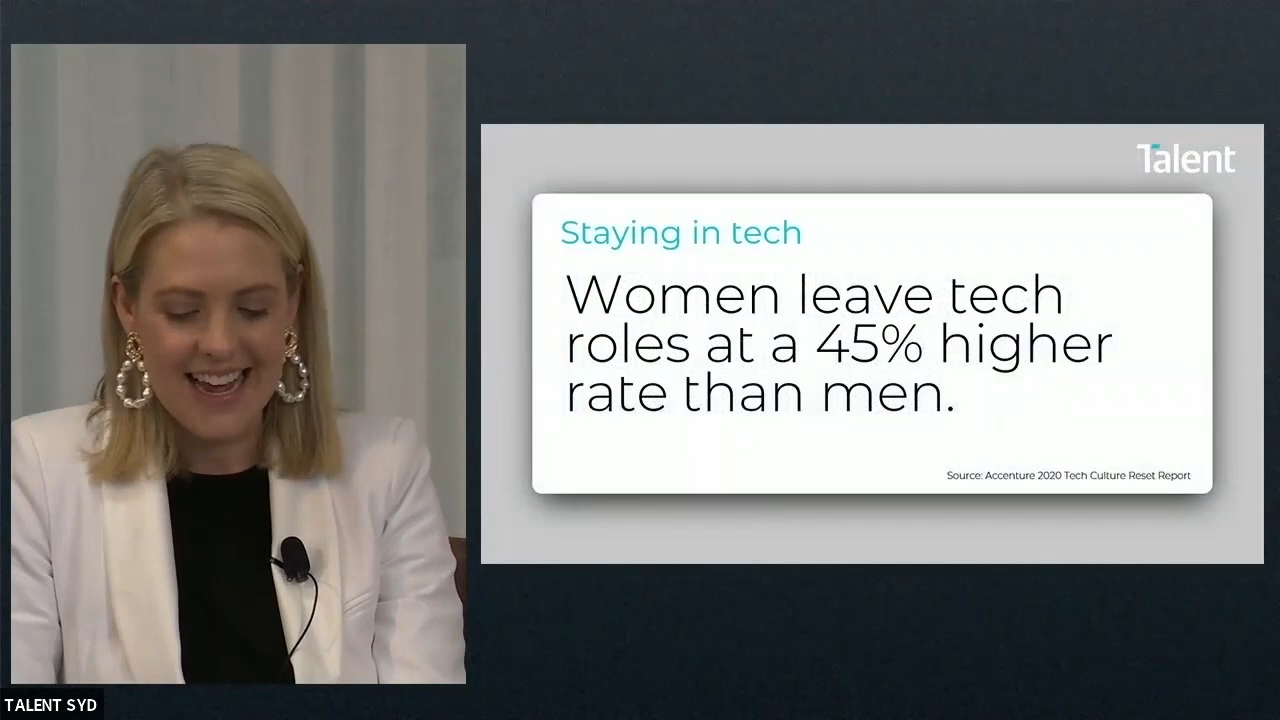 Talent
Staying in tech
Women leave tech
roles at a 45% higher
rate than men.
Source: Accenture 2020 Tech Culture Reset Report
TALENT SYD